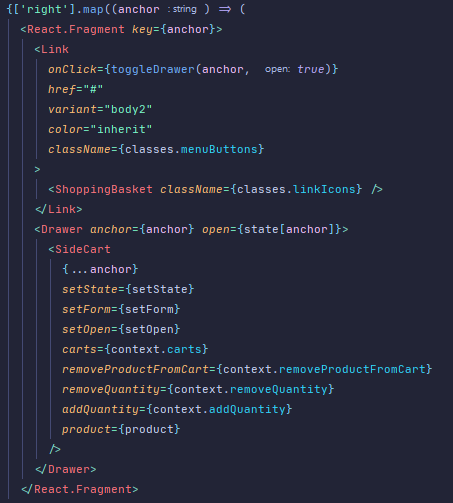 {['right'].map((anchor :string ) => (
<React.Fragment key={anchor}>
<Link
onClick={toggleDrawer(anchor, open: true)}
href="#"
variant="body2"
color="inherit"
className={classes.menuButtons}
>
<ShoppingBasket className={classes.linkIcons} />
</Link>
<Drawer anchor={anchor} open={state[anchor]}>
<SideCart
{...anchor}
setState={setState}
setForm={setForm}
setOpen={setOpen}
carts={context.carts}
removeProductFromCart={context.removeProductFromCart}
removeQuantity={context.removeQuantity}
addQuantity={context.addQuantity}
product={product}
/>
</Drawer>
</React.Fragment>